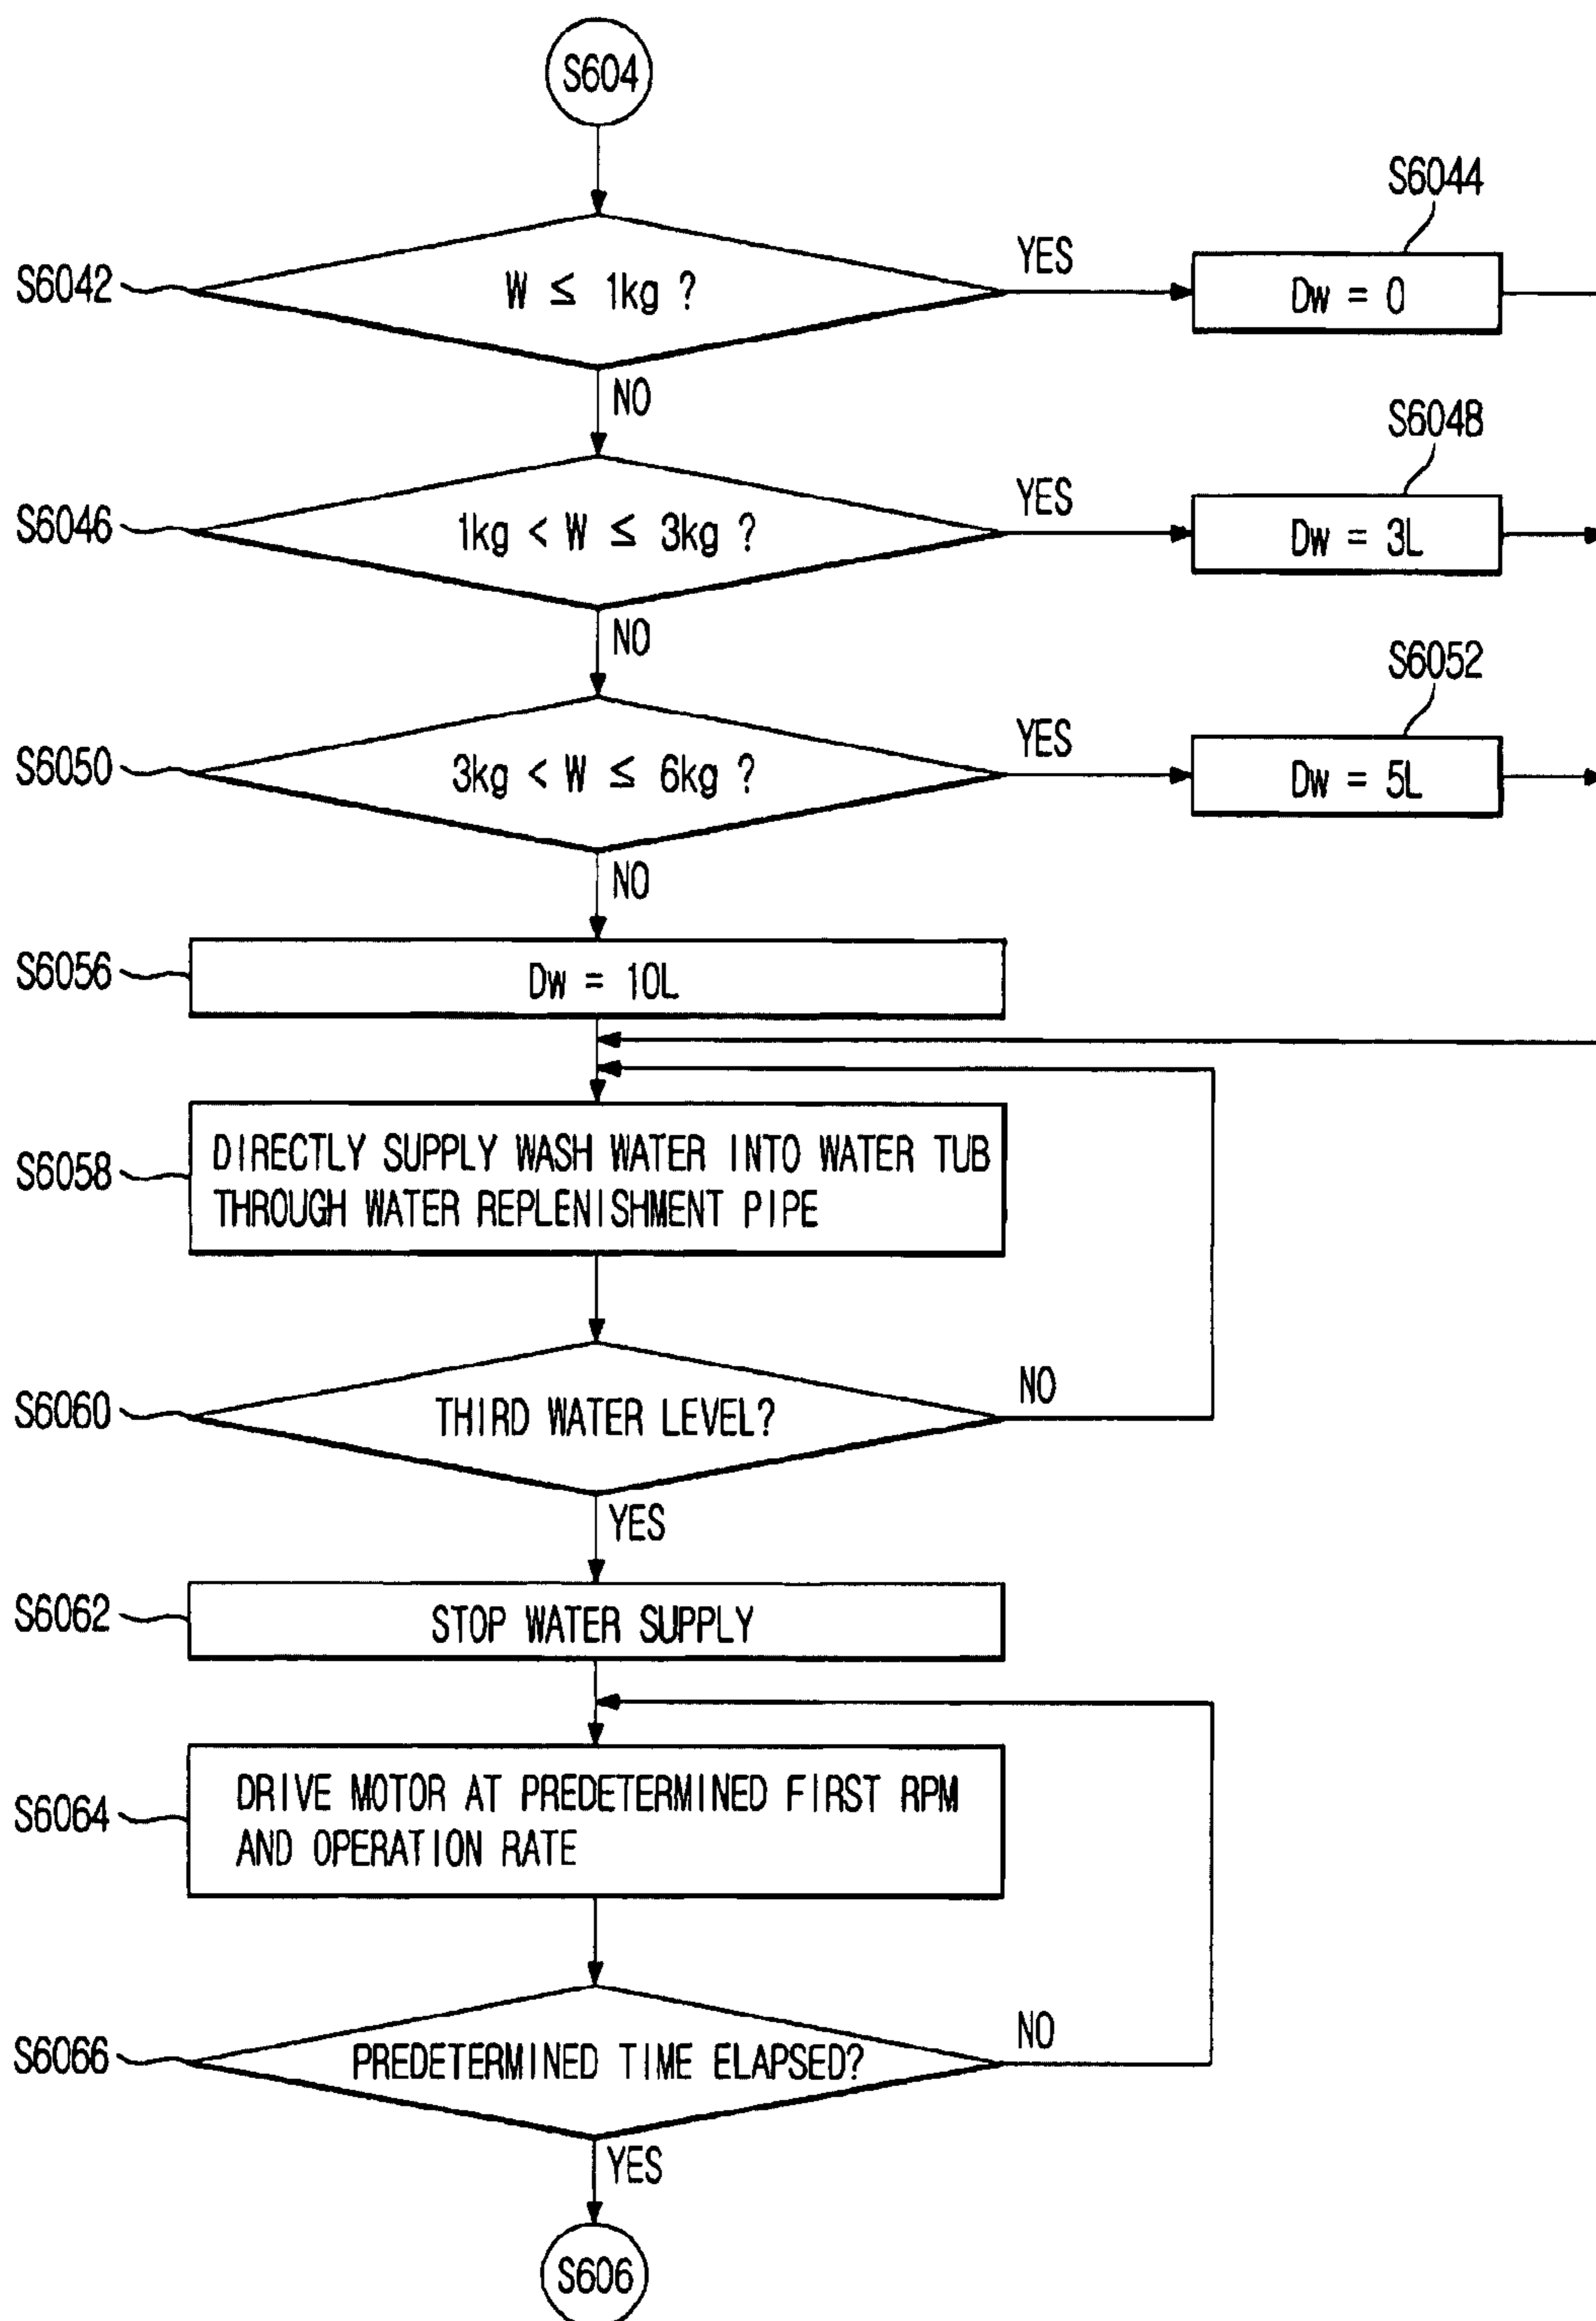 S604
S6044
S6042
W ≤ 1kg ?
YES
Dw = 0
NO
S6048
S6046
1kg < W ≤ 3kg ?
YES
Dw = 3L
NO
S6052
S6050
3kg < W ≤ 6kg ?
YES
Dw = 5L
NO
S6056
Dw = 10L
S6058
DIRECTLY SUPPLY WASH WATER INTO WATER TUB
THROUGH WATER REPLENISHMENT PIPE
S6060
THIRD WATER LEVEL?
NO
YES
S6062
STOP WATER SUPPLY
S6064
DRIVE MOTOR AT PREDETERMINED FIRST RPM
AND OPERATION RATE
S6066
PREDETERMINED TIME ELAPSED?
NO
YES
S606